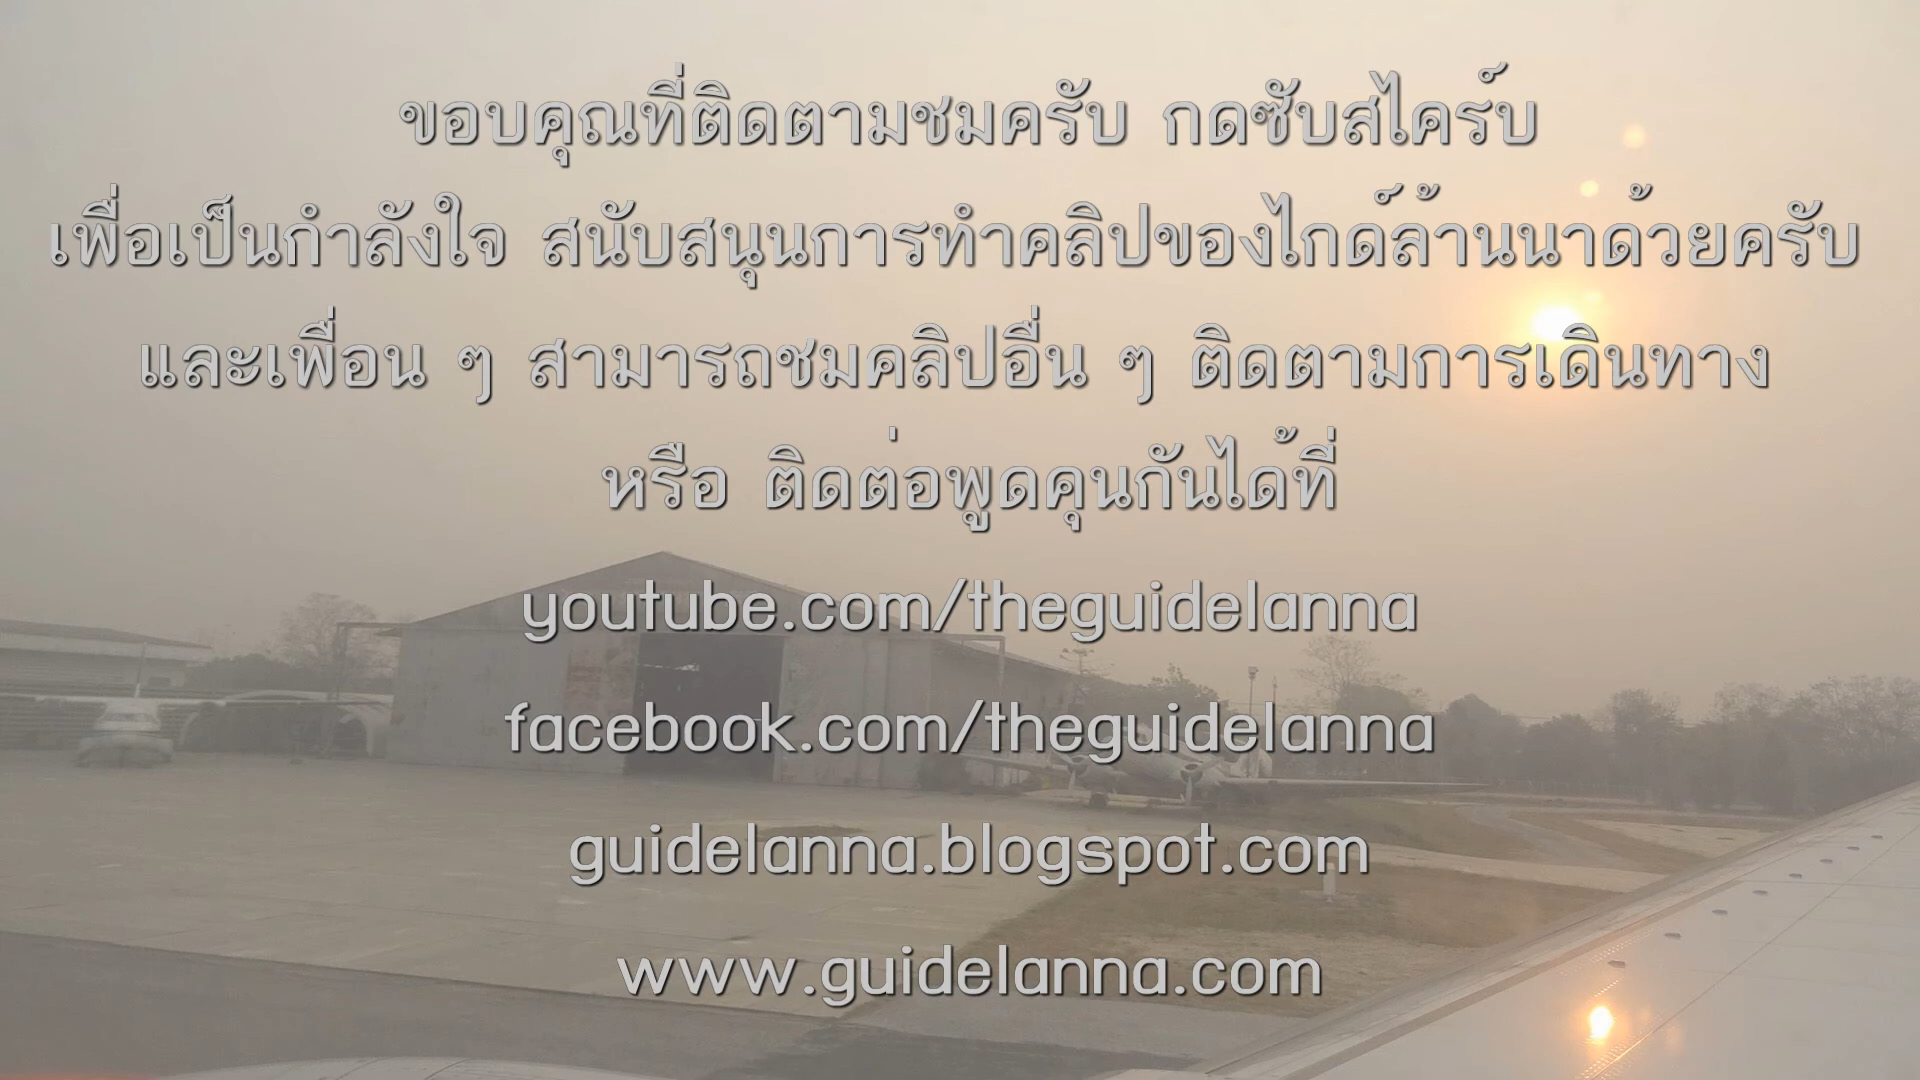 ขอบคุณที่ติดตามชมครับ กดซับสไคร์บ
เพื่อเป็นกำลังใจ สนับสนุนการทำคลิปของไกด์ล้านนาด้วยครับ
และเพื่อน ๆ สามารถชมคลิปอื่น ๆ ติดตามการเดินทาง
หรือ ติดต่อพูดคุนกันได้ที่
youtube.com/theguidelanna
facebook.com/theguidelanna
guidelanna.blogspot.com
www.guidelanna.com